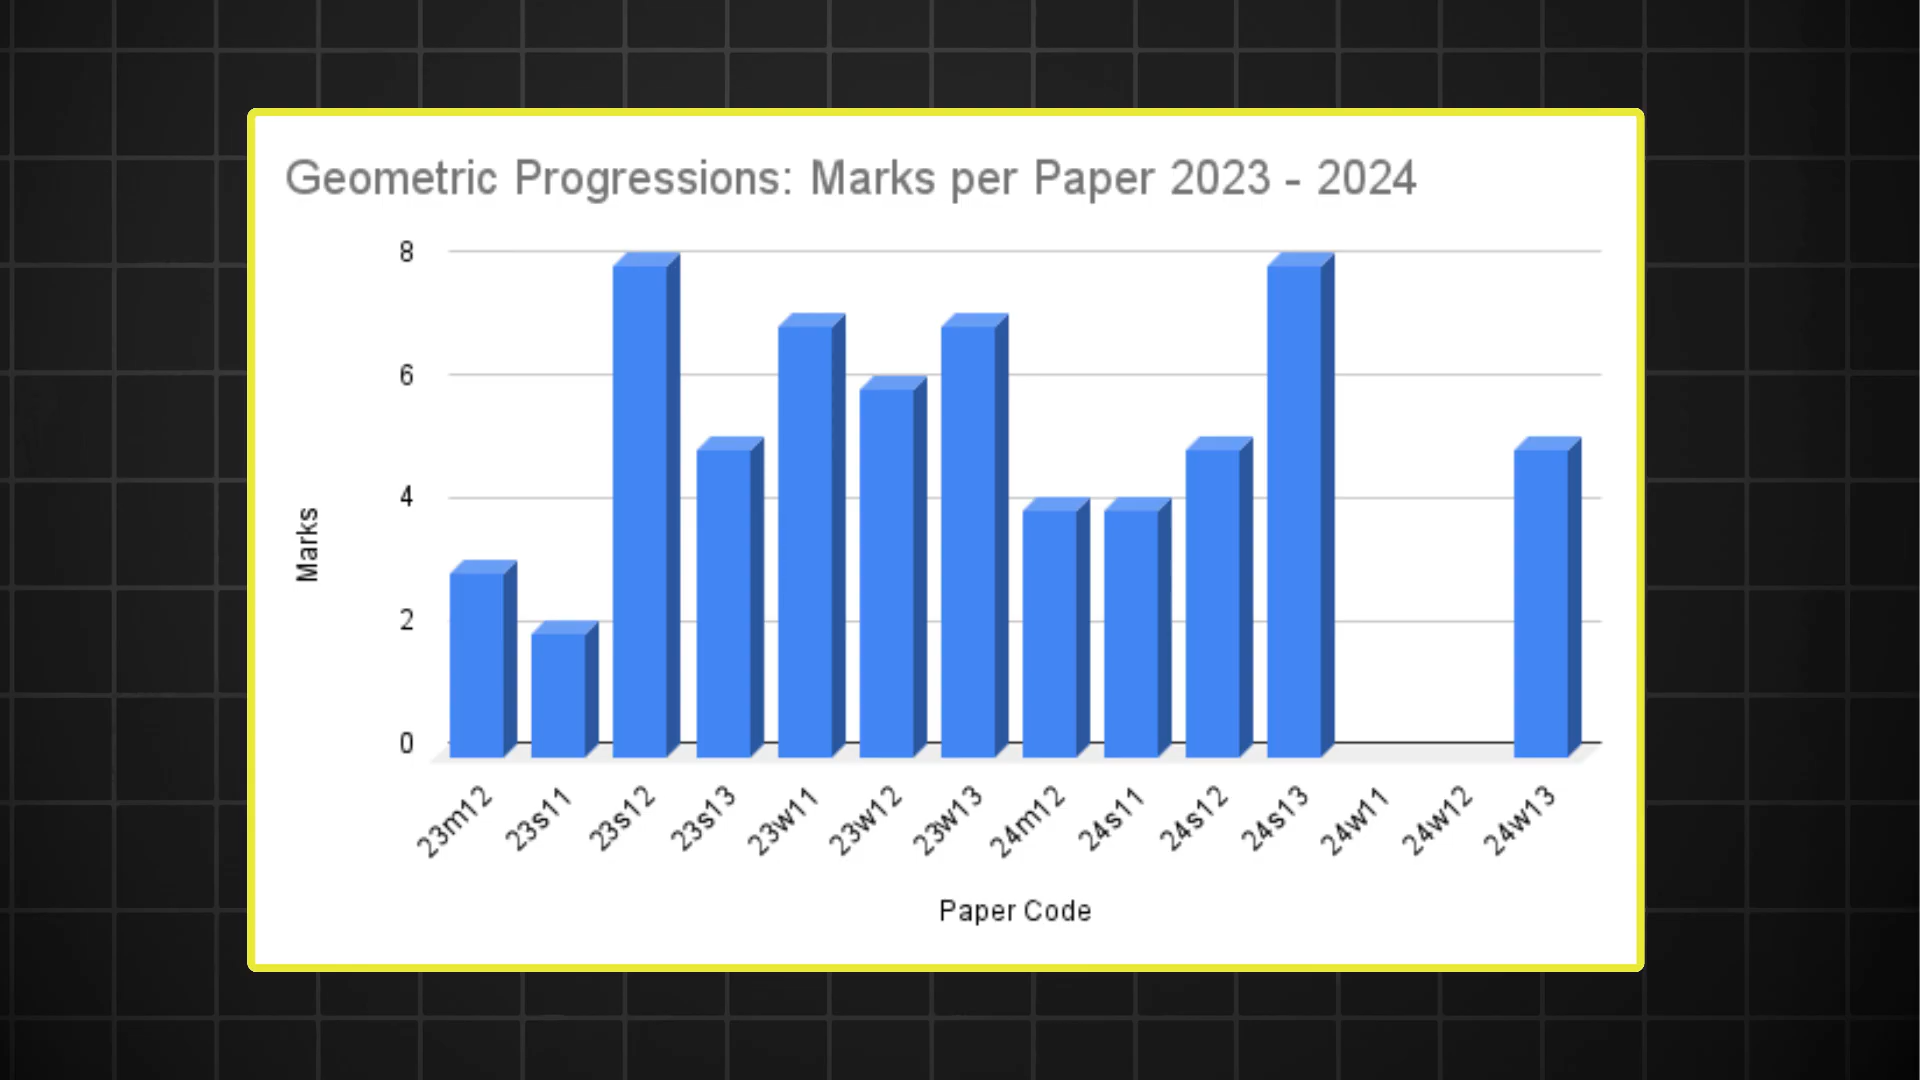 Geometric Progressions: Marks per Paper 2023 - 2024
8
6
4
2
0
Marks
23m12
23s11
23s12
23s13
23w11
23w12
23w13
24m12
24s11
24s12
24s13
24w11
24w12
24w13
Paper Code